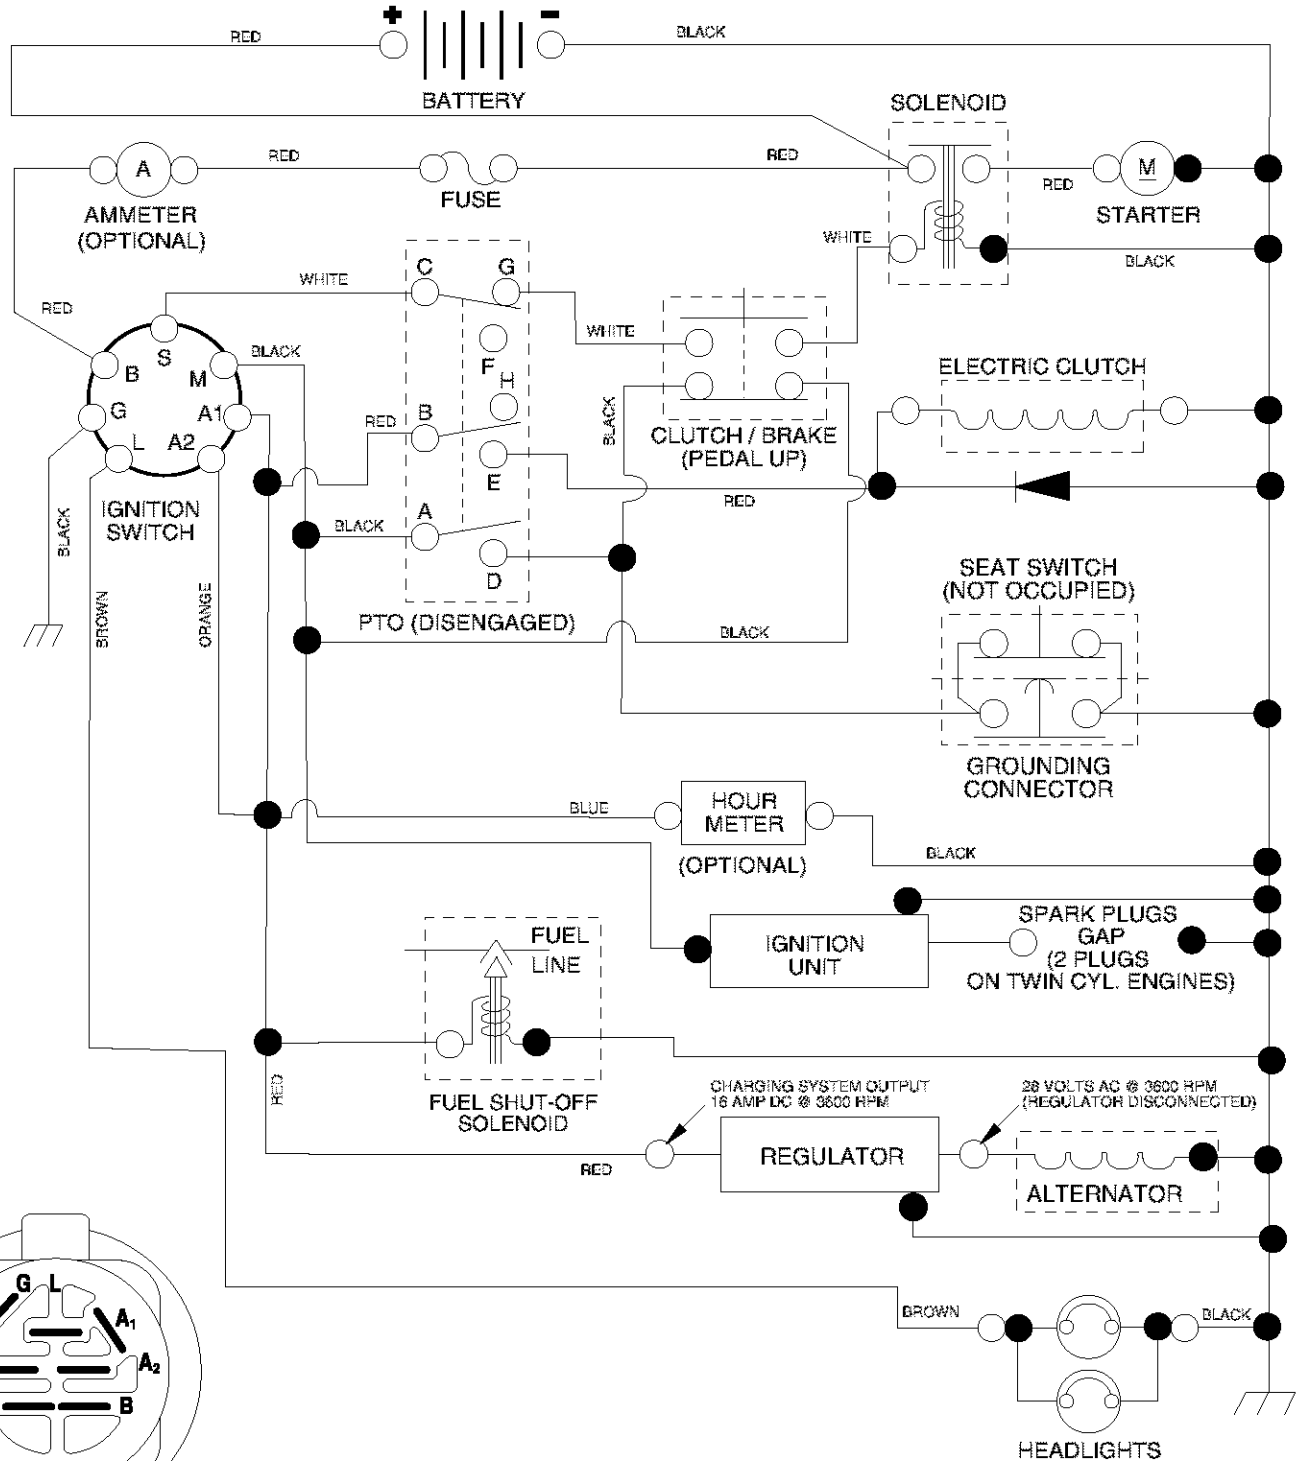 +
-
RED
BLACK
BATTERY
SOLENOID
A
RED
RED
M
FUSE
RED
AMMETER
(OPTIONAL)
STARTER
WHITE
BLACK
C
G
WHITE
RED
WHITE
F
S
BLACK
B
M
H
ELECTRIC CLUTCH
G
A1
B
RED
BLACK
L
A2
CLUTCH / BRAKE
(PEDAL UP)
E
RED
IGNITION
SWITCH
A
BLACK
BLACK
SEAT SWITCH
(NOT OCCUPIED)
D
BROWN
ORANGE
PTO (DISENGAGED)
BLACK
GROUNDING
CONNECTOR
BLUE
HOUR
METER
(OPTIONAL)
BLACK
SPARK PLUGS
GAP
(2 PLUGS
ON TWIN CYL. ENGINES)
FUEL
LINE
IGNITION
UNIT
RED
FUEL SHUT-OFF
SOLENOID
CHARGING SYSTEM OUTPUT
16 AMP DC @ 3600 RPM
28 VOLTS AC @ 3600 RPM
(REGULATOR DISCONNECTED)
RED
REGULATOR
ALTERNATOR
G
L
A1
A2
B
BROWN
BLACK
HEADLIGHTS